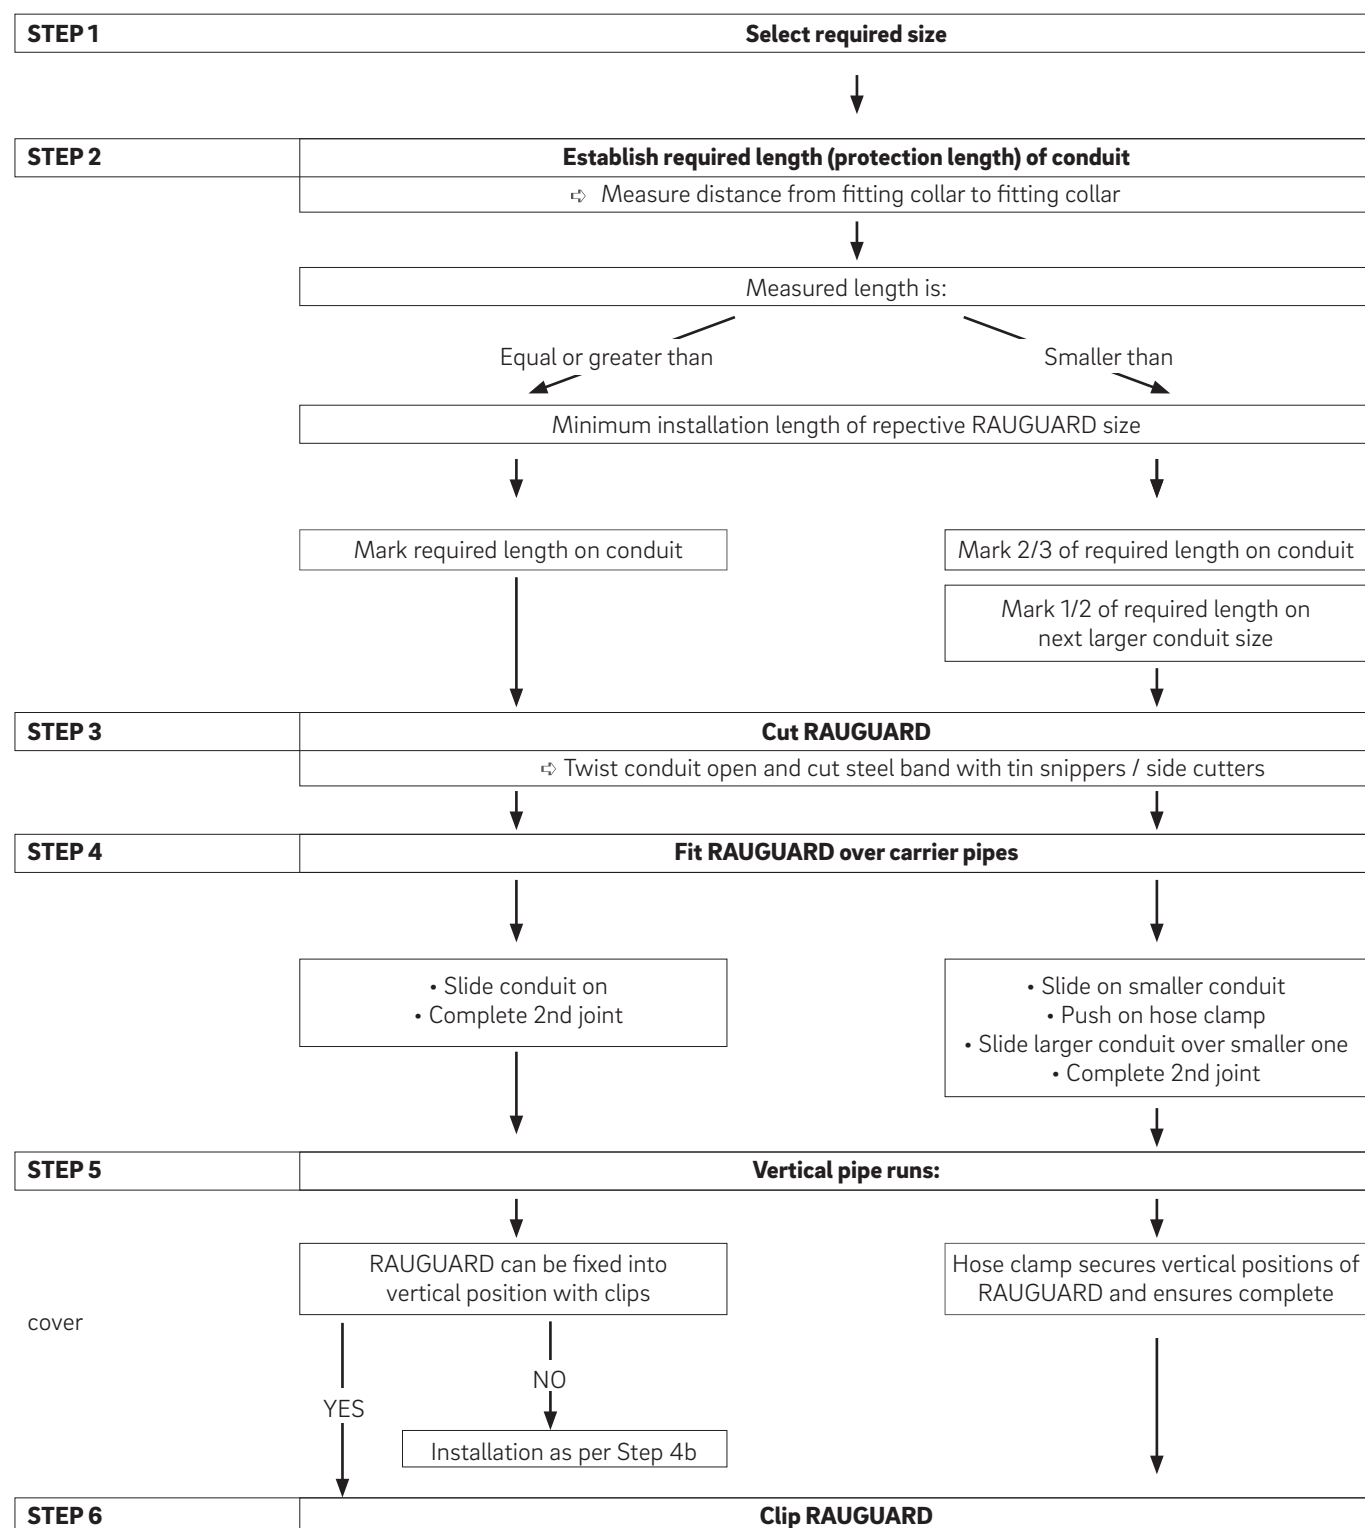 STEP 1
Select required size
STEP 2
Establish required length (protection length) of conduit
➪ Measure distance from fitting collar to fitting collar
Measured length is:
Equal or greater than
Smaller than
Minimum installation length of repective RAUGUARD size
Mark required length on conduit
Mark 2/3 of required length on conduit
Mark 1/2 of required length on
next larger conduit size
STEP 3
Cut RAUGUARD
➪ Twist conduit open and cut steel band with tin snippers / side cutters
STEP 4
Fit RAUGUARD over carrier pipes
• Slide conduit on
• Complete 2nd joint
• Slide on smaller conduit
• Push on hose clamp
• Slide larger conduit over smaller one
• Complete 2nd joint
STEP 5
Vertical pipe runs:
RAUGUARD can be fixed into
vertical position with clips
Hose clamp secures vertical positions of
RAUGUARD and ensures complete
cover
NO
YES
Installation as per Step 4b
STEP 6
Clip RAUGUARD